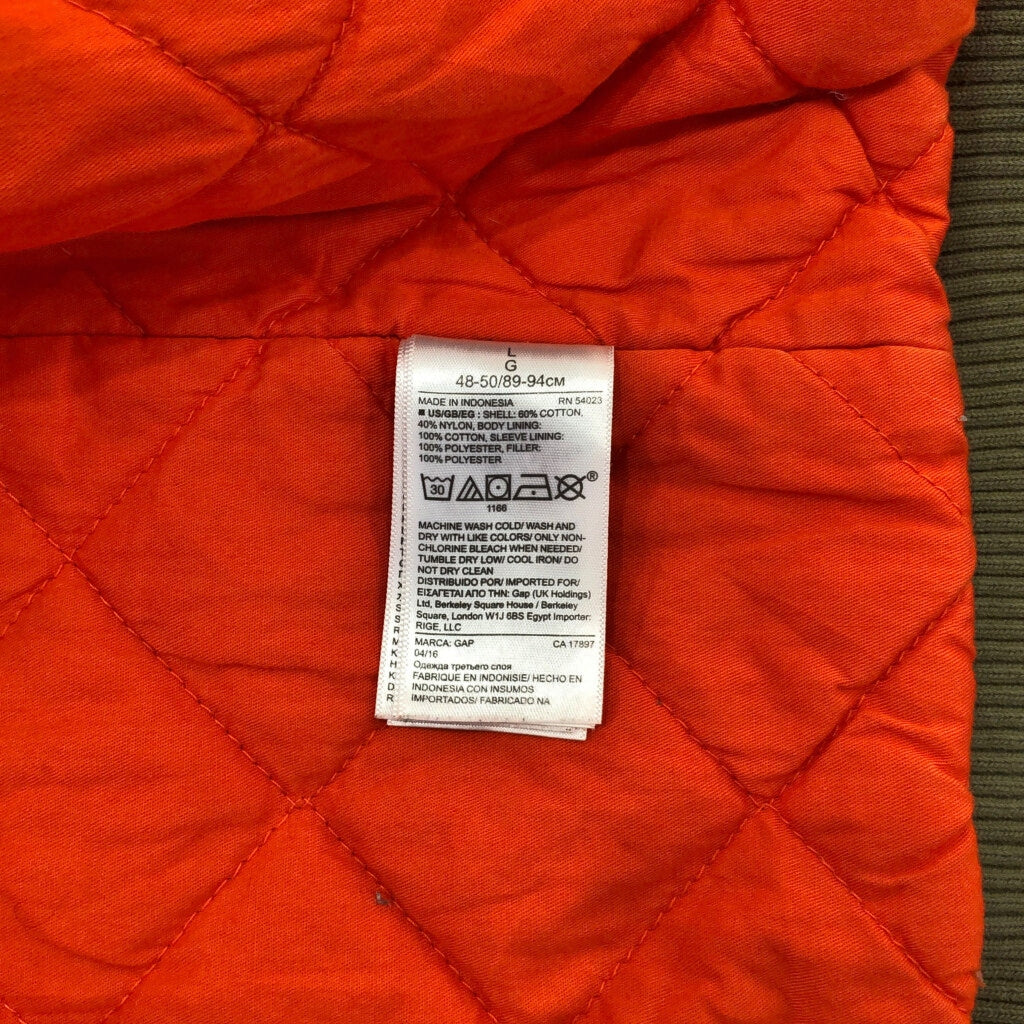 L
G
48-50/89-94СМ
MADE IN INDONESIA RN 54023
■ US/GB/EG : SHELL: 60% COTTON,
40% NYLON, BODY LINING:
100% COTTON, SLEEVE LINING:
100% POLYESTER, FILLER:
100% POLYESTER
30 ®
1166
MACHINE WASH COLD/ WASH AND
DRY WITH LIKE COLORS/ ONLY NON-
CHLORINE BLEACH WHEN NEEDED/
TUMBLE DRY LOW/ COOL IRON/ DO
NOT DRY CLEAN
DISTRIBUIDO POR/ IMPORTED FOR/
ΕΙΣΑΓΕΤΑΙ ΑΠΟ ΤΗΝ: Gap (UK Holdings)
Ltd, Berkeley Square House / Berkeley
Square, London W1J 6BS Egypt Importer:
RIGE, LLC
MARCA: GAP CA 17897
04/16
Одежда третьего слоя
FABRIQUE EN INDONISIE/ HECHO EN
INDONESIA CON INSUMOS
IMPORTADOS/ FABRICADO NA